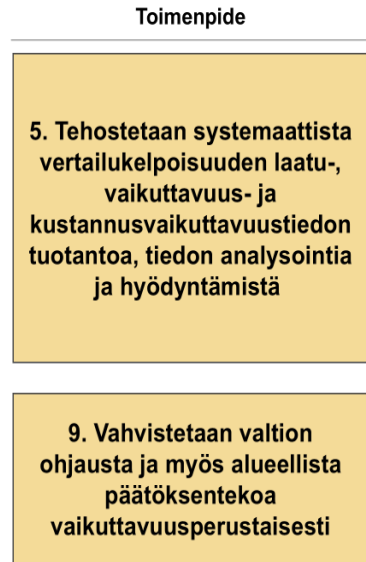 Toimenpide
5. Tehostetaan systemaattista
vertailukelpoisuuden laatu-,
vaikuttavuus- ja
kustannusvaikuttavuustiedon
tuotantoa, tiedon analysointia
ja hyödyntämistä
9. Vahvistetaan valtion
ohjausta ja myös alueellista
päätöksentekoa
vaikuttavuusperustaisesti